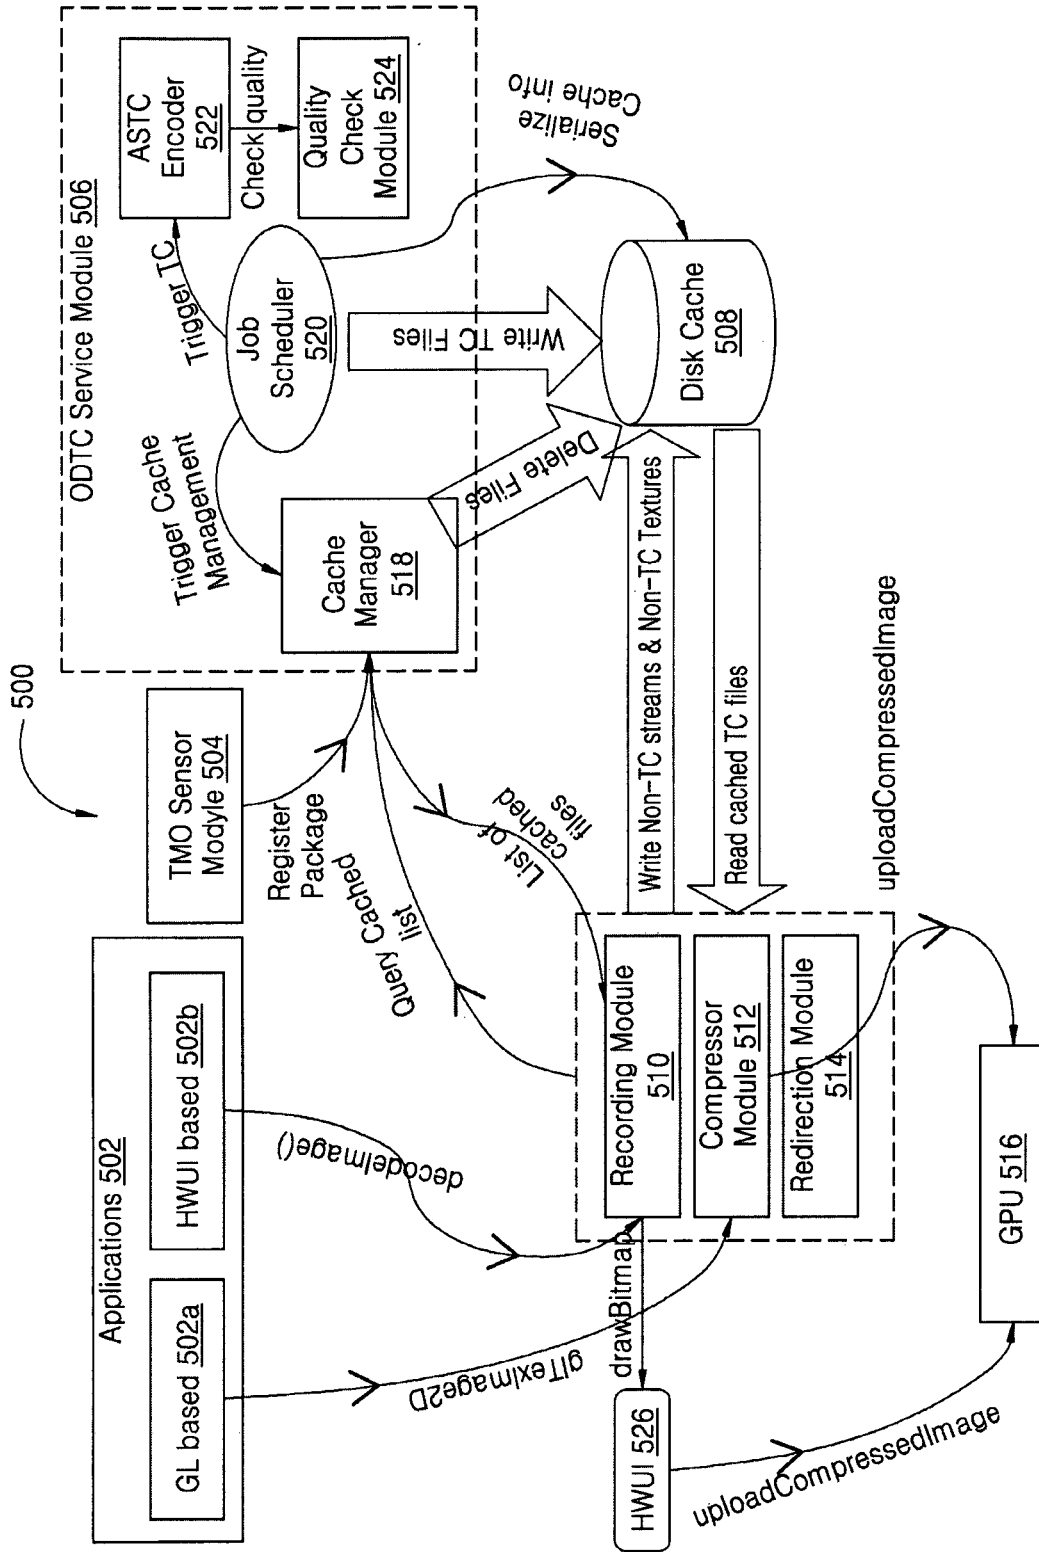 500
Applications 502
GL based 502a
HWUI based 502b
TMO Sensor
Modyle 504
ODTC Service Module 506
ASTC
Encoder
522
Check quality
Quality
Check
Module 524
Trigger TC
Job
Scheduler
520
Trigger Cache
Management
Cache
Manager
518
Serialize
Cache info
Write TC Files
Delete Files
Disk Cache
508
Register
Package
Query Cached
list
List of
cached
files
decodeImage()
glTexImage2D
Write Non-TC streams & Non-TC Textures
Read cached TC files
Recording Module
510
Compressor
Module 512
Redirection Module
514
drawBitmap
HWUI 526
uploadCompressedImage
uploadCompressedImage
GPU 516